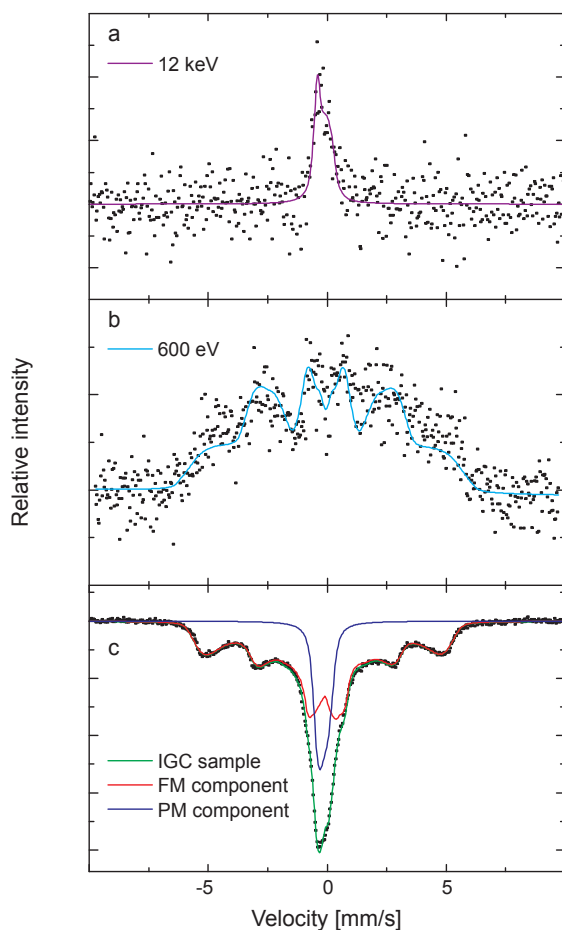 a
12 keV
b
600 eV
Relative intensity
c
IGC sample
FM component
PM component
-5 0 5
Velocity [mm/s]